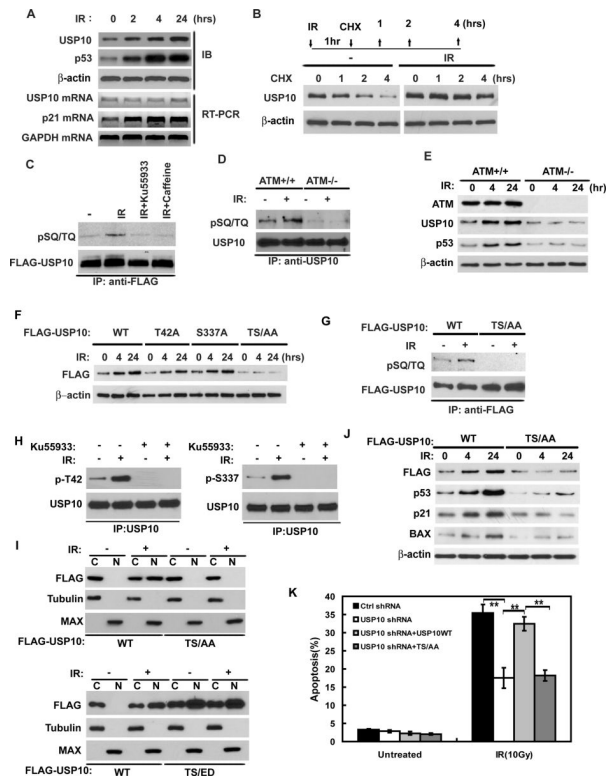 A
IR : 0 2 4 24 (hrs)
USP10
p53
β-actin
IB
USP10 mRNA
p21 mRNA
GAPDH mRNA
RT-PCR
B
IR CHX 1 2 4 (hrs)
1hr
- IR
CHX 0 1 2 4 0 1 2 4 (hrs)
USP10
β-actin
C
- IR IR+Ku55933 IR+Caffeine
pSQ/TQ
FLAG-USP10
IP: anti-FLAG
D
ATM+/+ ATM-/-
IR: - + - +
pSQ/TQ
USP10
IP: anti-USP10
E
ATM+/+ ATM-/-
IR: 0 4 24 0 4 24 (hr)
ATM
USP10
p53
β-actin
F
FLAG-USP10: WT T42A S337A TS/AA
IR: 0 4 24 0 4 24 0 4 24 0 4 24 (hrs)
FLAG
β-actin
G
FLAG-USP10: WT TS/AA
IR - + - +
pSQ/TQ
FLAG-USP10
IP: anti-FLAG
H
Ku55933: - - + +
IR: - + - +
p-T42
USP10
IP:USP10
Ku55933: - - + +
IR: - + - +
p-S337
USP10
IP:USP10
I
IR: - + - +
C N C N C N C N
FLAG
Tubulin
MAX
FLAG-USP10: WT TS/AA
IR: - + - +
C N C N C N C N
FLAG
Tubulin
MAX
FLAG-USP10: WT TS/ED
J
FLAG-USP10: WT TS/AA
IR: 0 4 24 0 4 24
FLAG
p53
p21
BAX
β-actin
K
Apoptosis(%)
40
35
30
25
20
15
10
5
0
Ctrl shRNA
USP10 shRNA
USP10 shRNA+USP10WT
USP10 shRNA+TS/AA
** ** **
Untreated IR(10Gy)